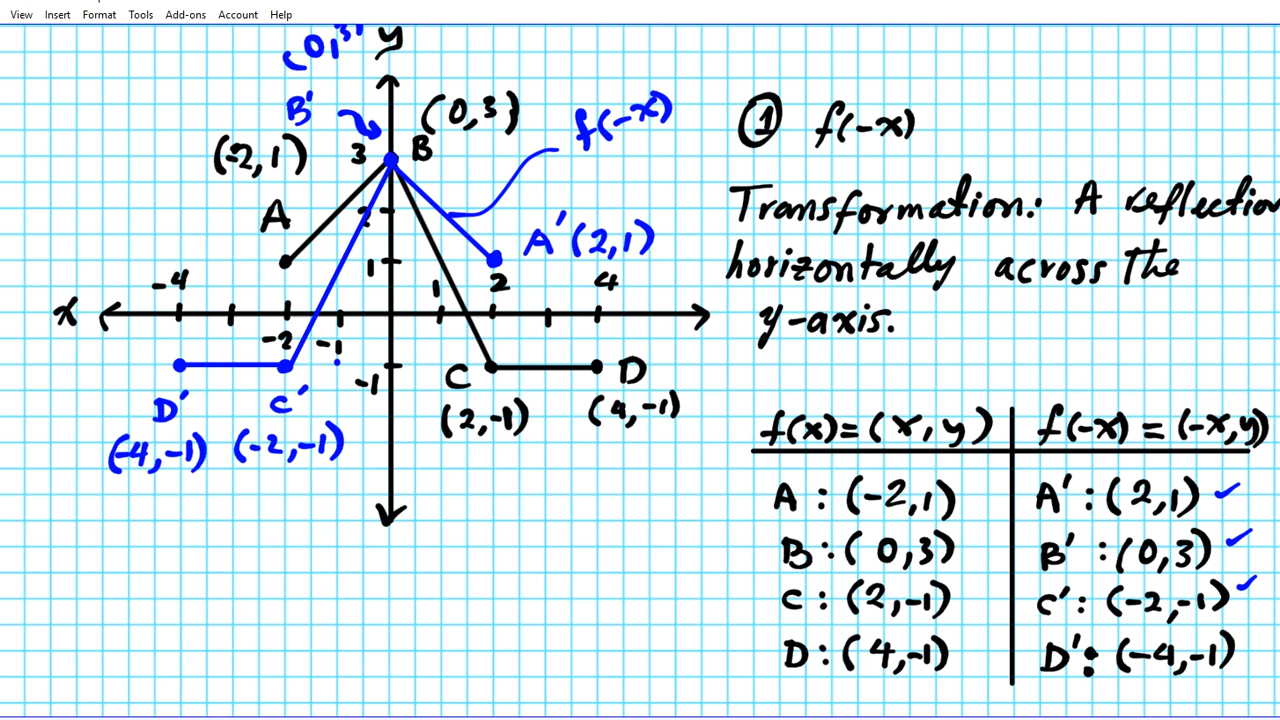 View Insert Format Tools Add-ons Account Help
(0,3)
y
B'
(0,3)
f(-x)
(-2,1)
3
B
A
2
A'(2,1)
1
-4
1
2
4
x
-2
-1
-1
C
D
D'
C'
(2,-1)
(4,-1)
(-4,-1)
(-2,-1)
① f(-x)
Transformation: A reflection
horizontally across the
y-axis.
f(x)=(x,y) f(-x) = (-x,y)
A : (-2,1) A' : (2,1) ✓
B : (0,3) B' : (0,3) ✓
C : (2,-1) C' : (-2,-1) ✓
D : (4,-1) D' : (-4,-1)